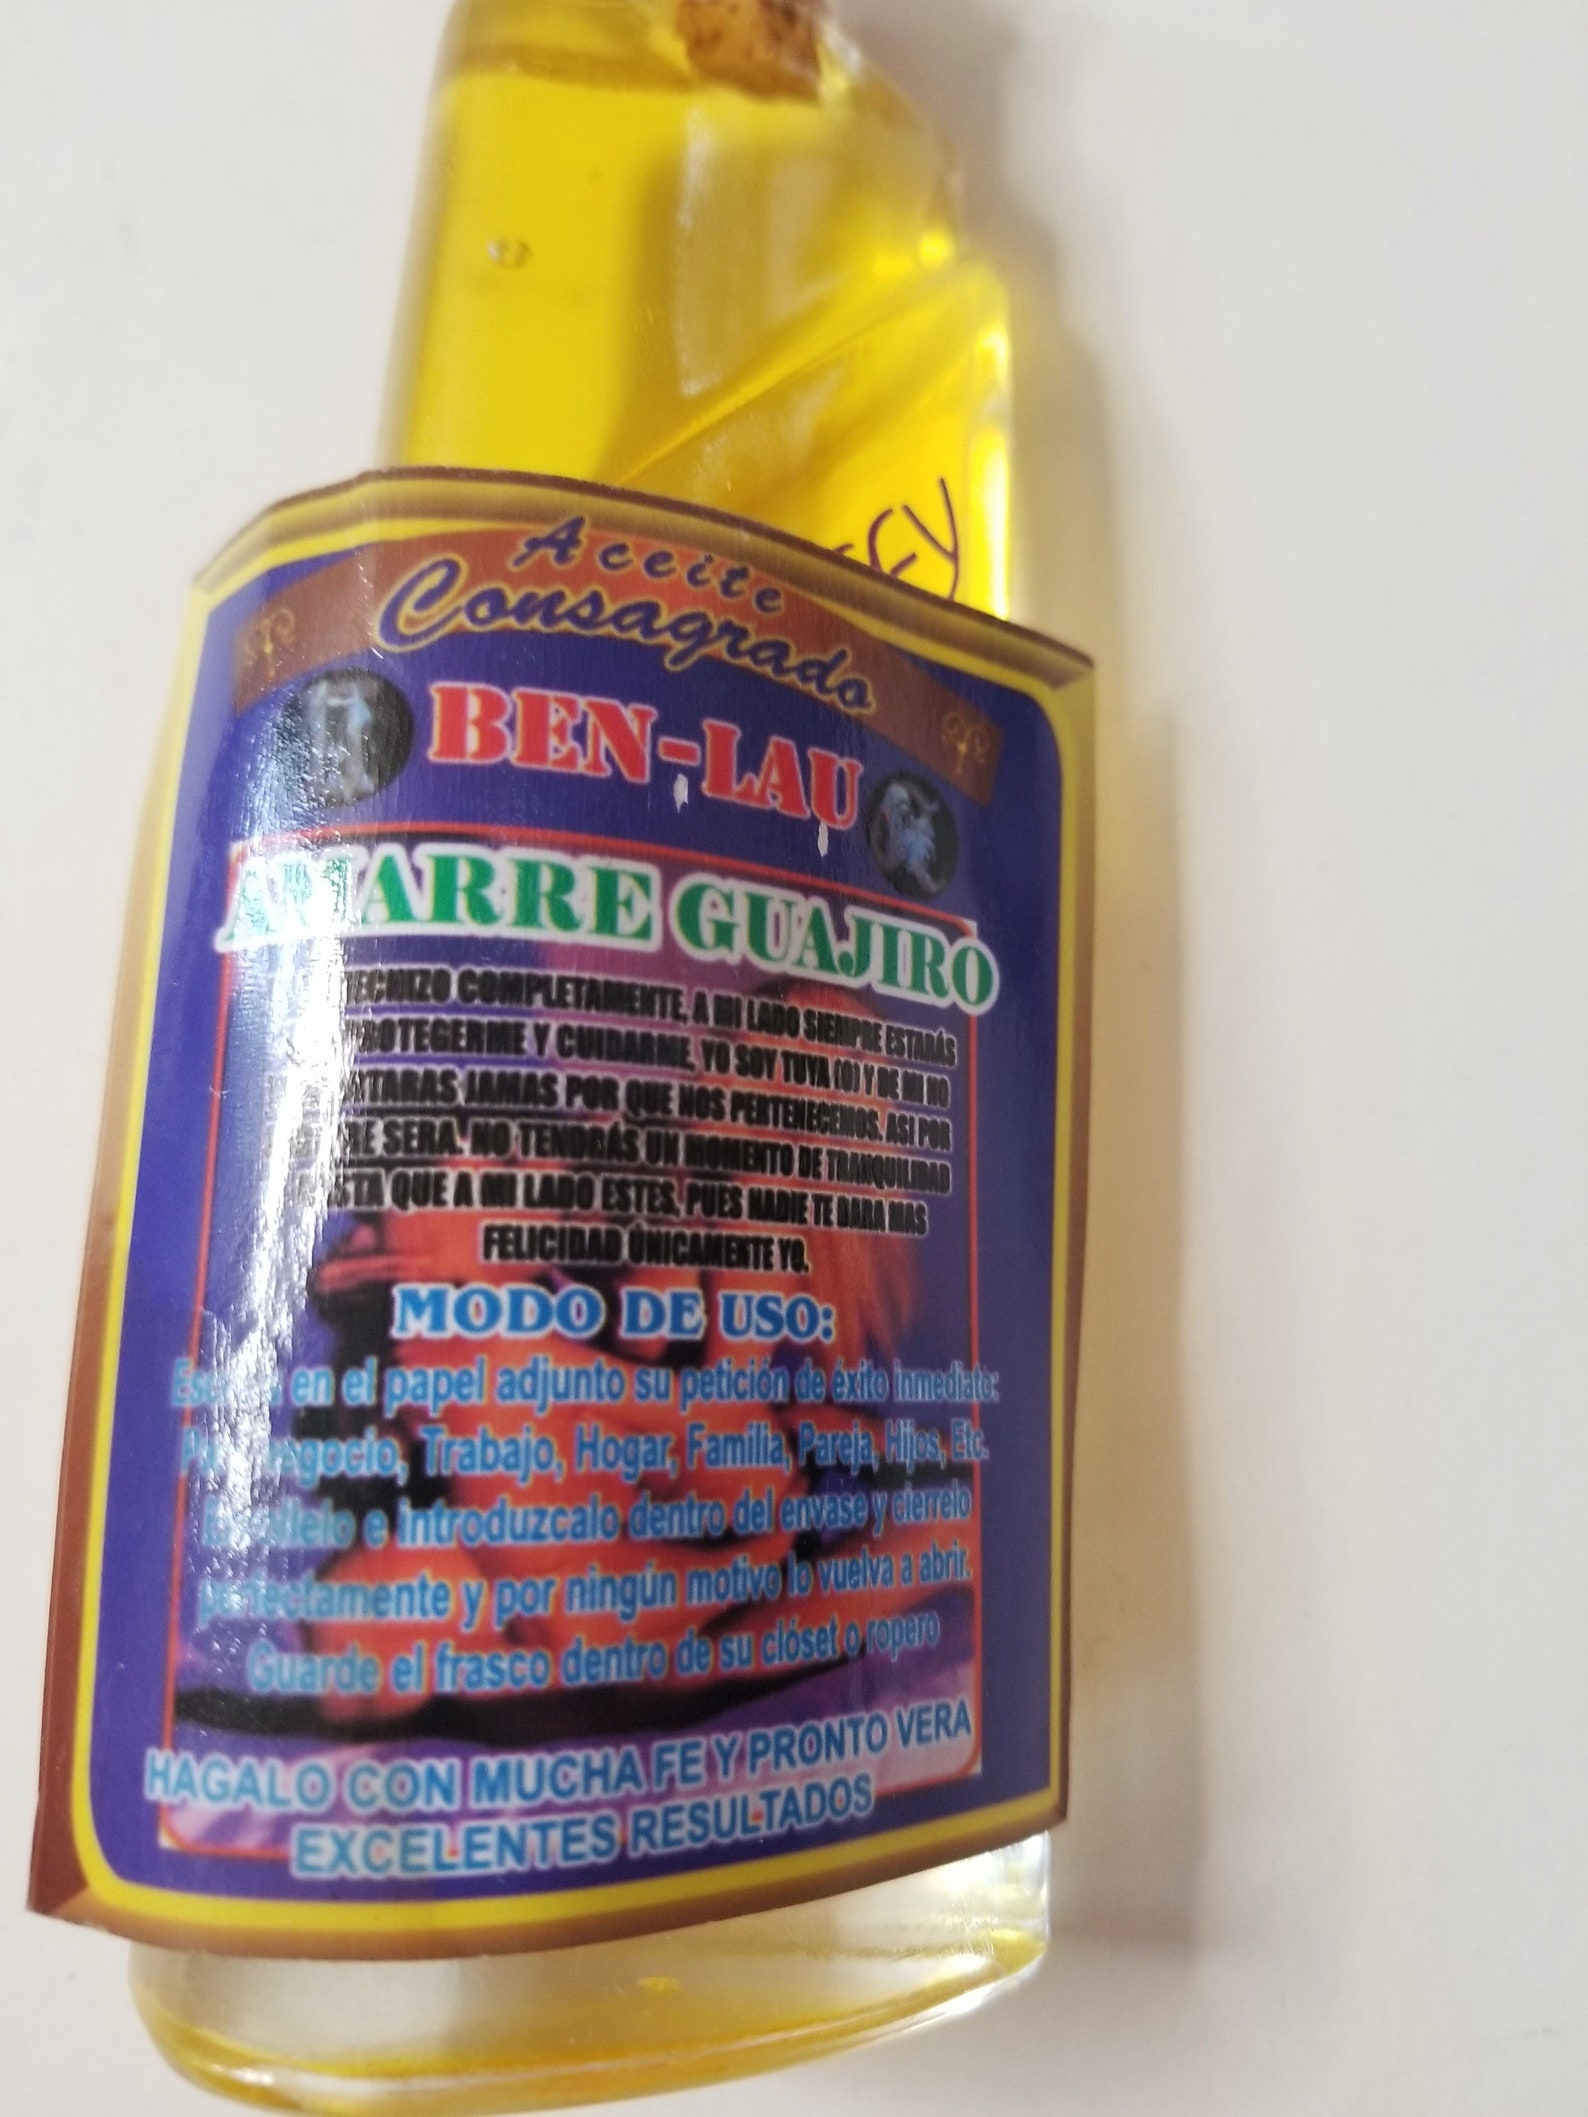 Aceite
Consagrado
BEN-LAU
AMARRE GUAJIRO
COMPLETAMENTE, A MI LADO SIEMPRE ESTARÁS
Y CUIDARME, YO SOY TUYA (O) Y DE MI NO
JAMAS POR QUE NOS PERTENECEMOS. ASI POR
SERA. NO TENDRÁS UN MOMENTO DE TRANQUILIDAD
QUE A MI LADO ESTES, PUES NADIE TE DARA MAS
FELICIDAD ÚNICAMENTE YO.
MODO DE USO:
en el papel adjunto su petición de éxito inmediato:
negocio, Trabajo, Hogar, Familia, Pareja, Hijos, Etc.
e introduzcalo dentro del envase y cierrelo
perfectamente y por ningún motivo lo vuelva a abrir.
Guarde el frasco dentro de su clóset o ropero
HAGALO CON MUCHA FE Y PRONTO VERA
EXCELENTES RESULTADOS